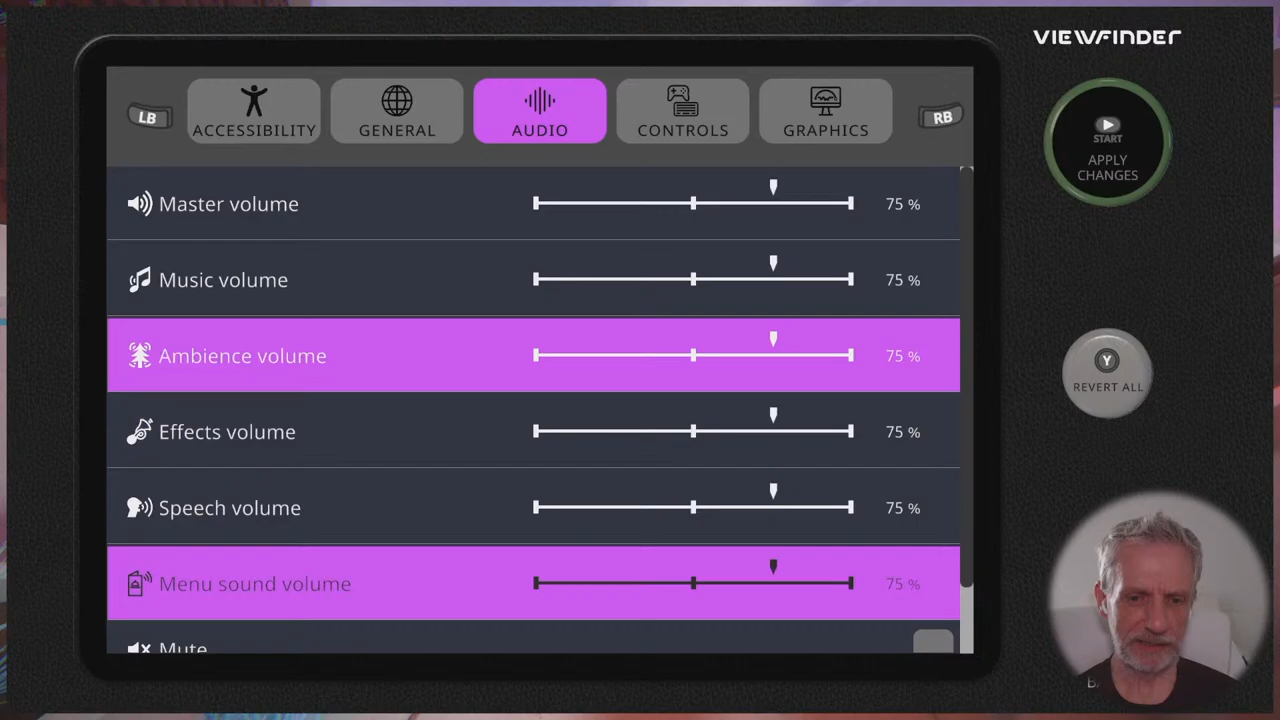 VIEWFINDER
LB
ACCESSIBILITY
GENERAL
AUDIO
CONTROLS
GRAPHICS
RB
START
APPLY
CHANGES
Master volume 75 %
Music volume 75 %
Ambience volume 75 %
Y
REVERT ALL
Effects volume 75 %
Speech volume 75 %
Menu sound volume 75 %
Mute